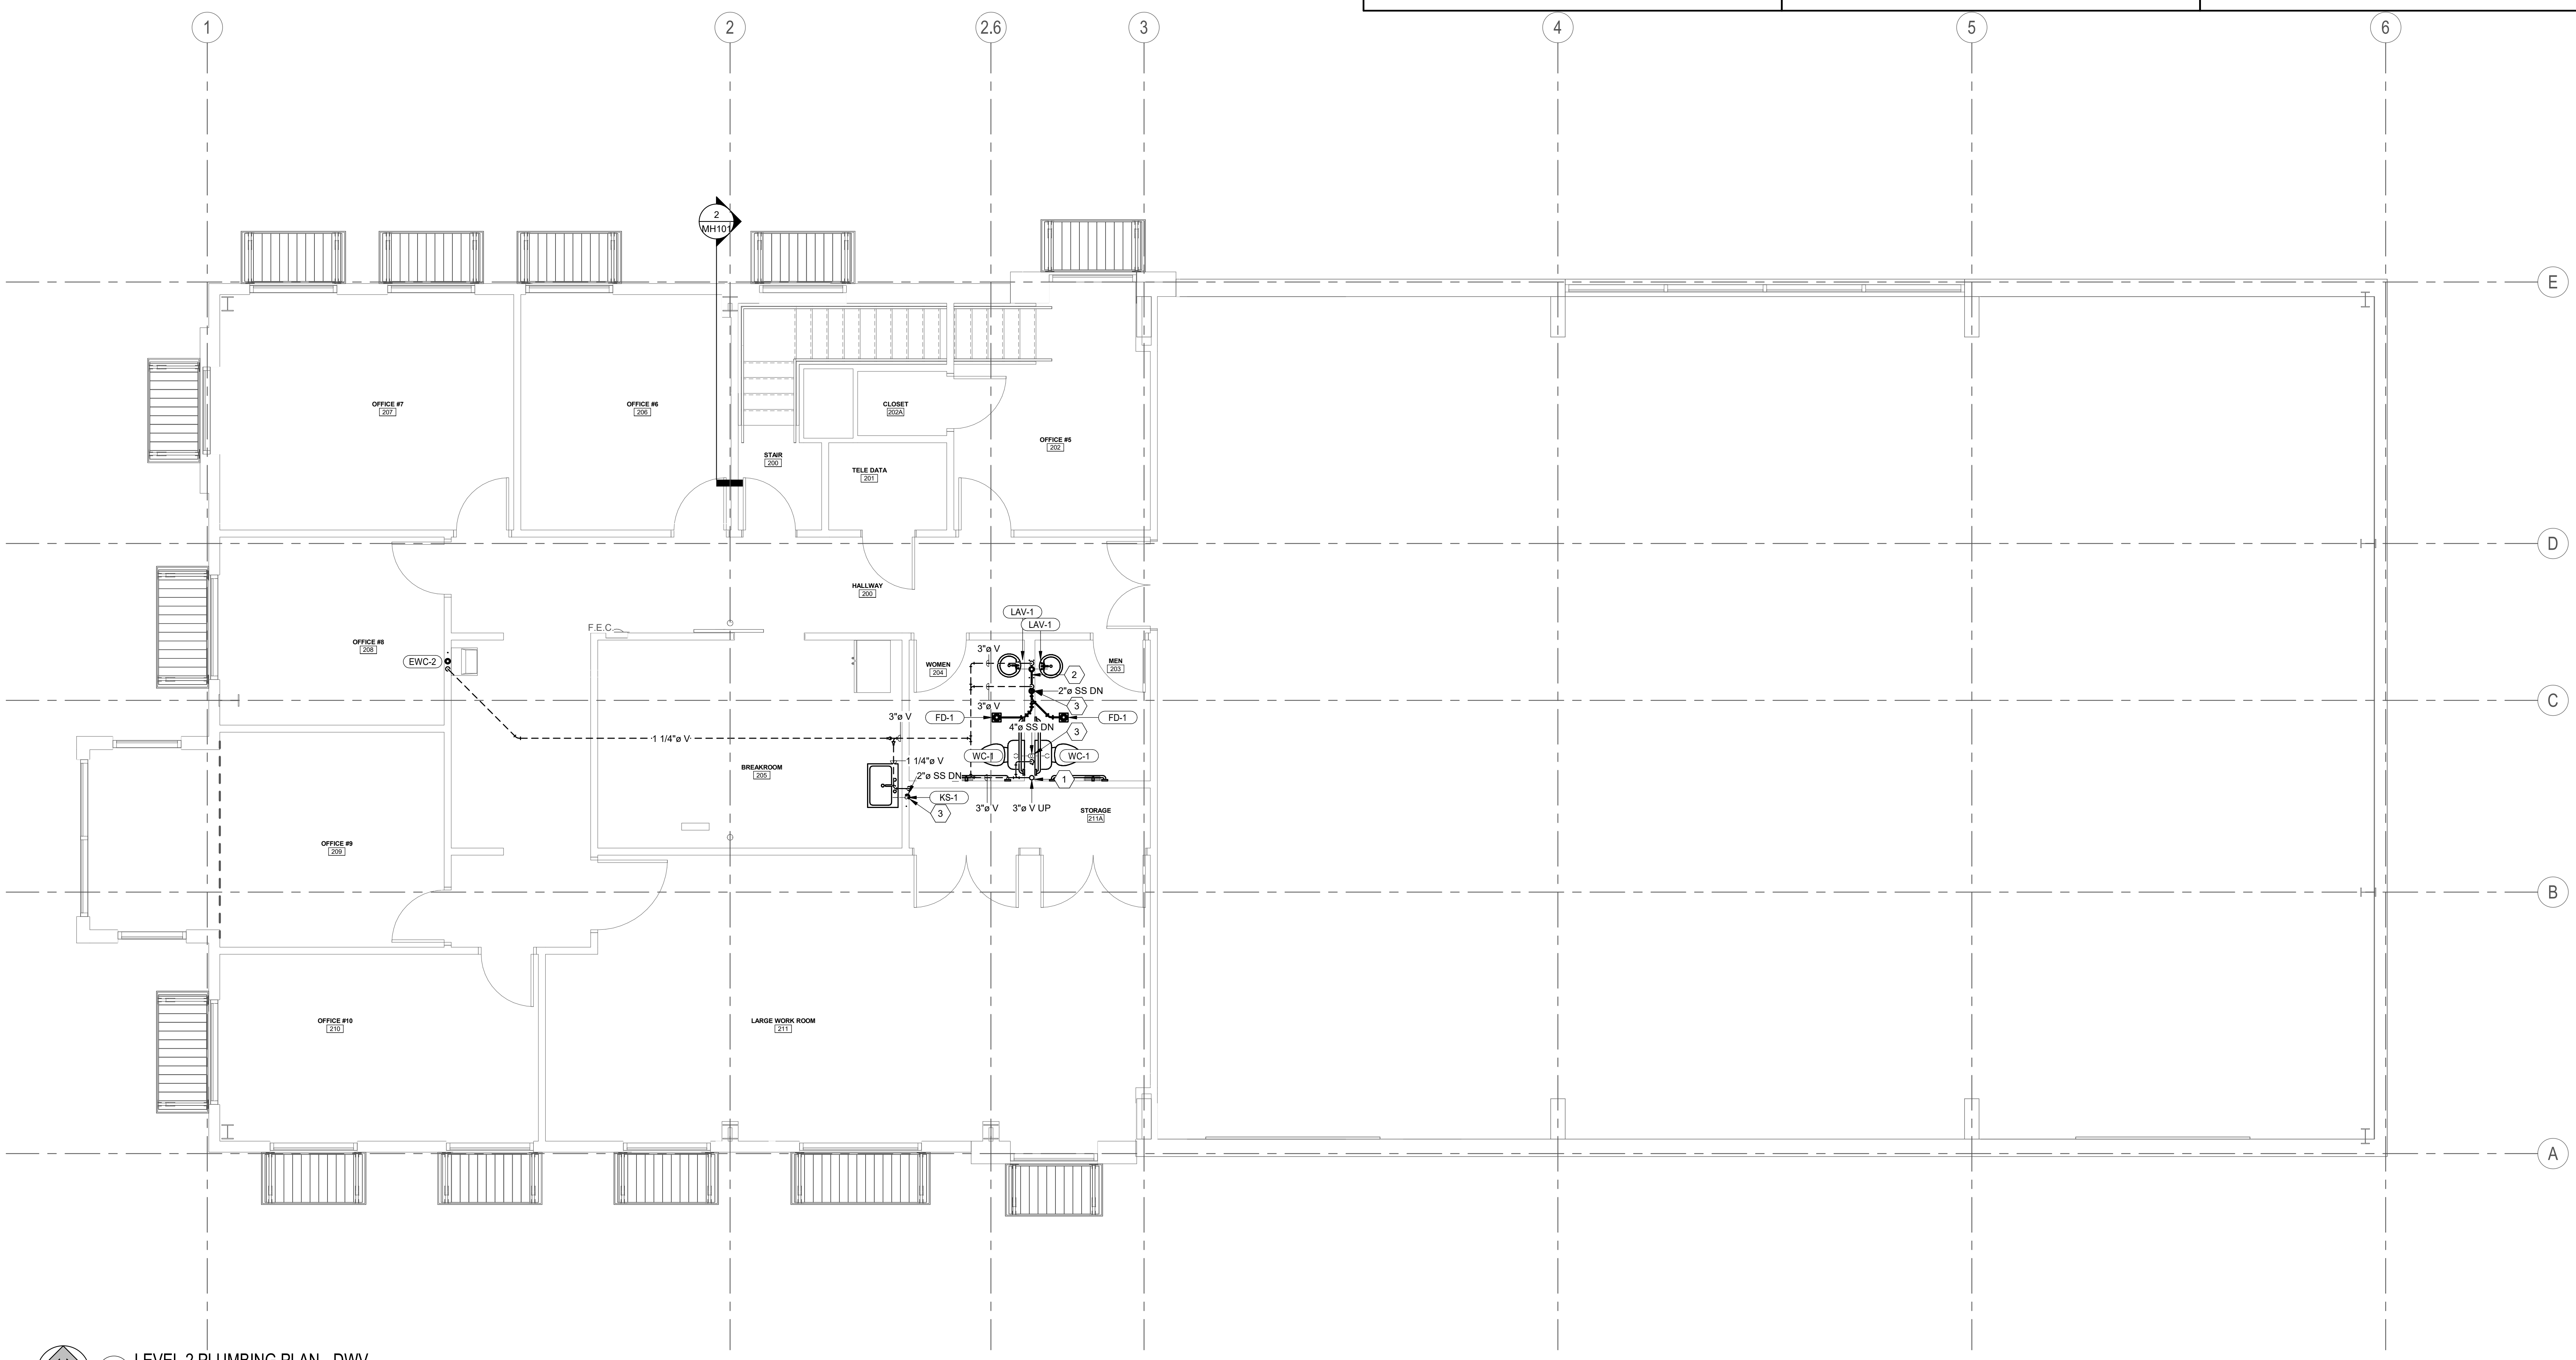 1
2
2.6
3
4
5
6
2
MH101
E
OFFICE #7
207
OFFICE #6
206
CLOSET
202A
OFFICE #5
202
STAIR
200
TELE DATA
201
D
HALLWAY
200
LAV-1
LAV-1
F.E.C.
OFFICE #8
208
EWC-2
3"ø V
WOMEN
204
MEN
203
2
2"ø SS DN
3
C
3"ø V
3"ø V
FD-1
FD-1
4"ø SS DN
3
1 1/4"ø V
WC-1
WC-1
1 1/4"ø V
BREAKROOM
205
2"ø SS DN
1
KS-1
3
3"ø V
3"ø V UP
STORAGE
211A
OFFICE #9
209
B
OFFICE #10
210
LARGE WORK ROOM
211
A
LEVEL 2 PLUMBING PLAN - DWV